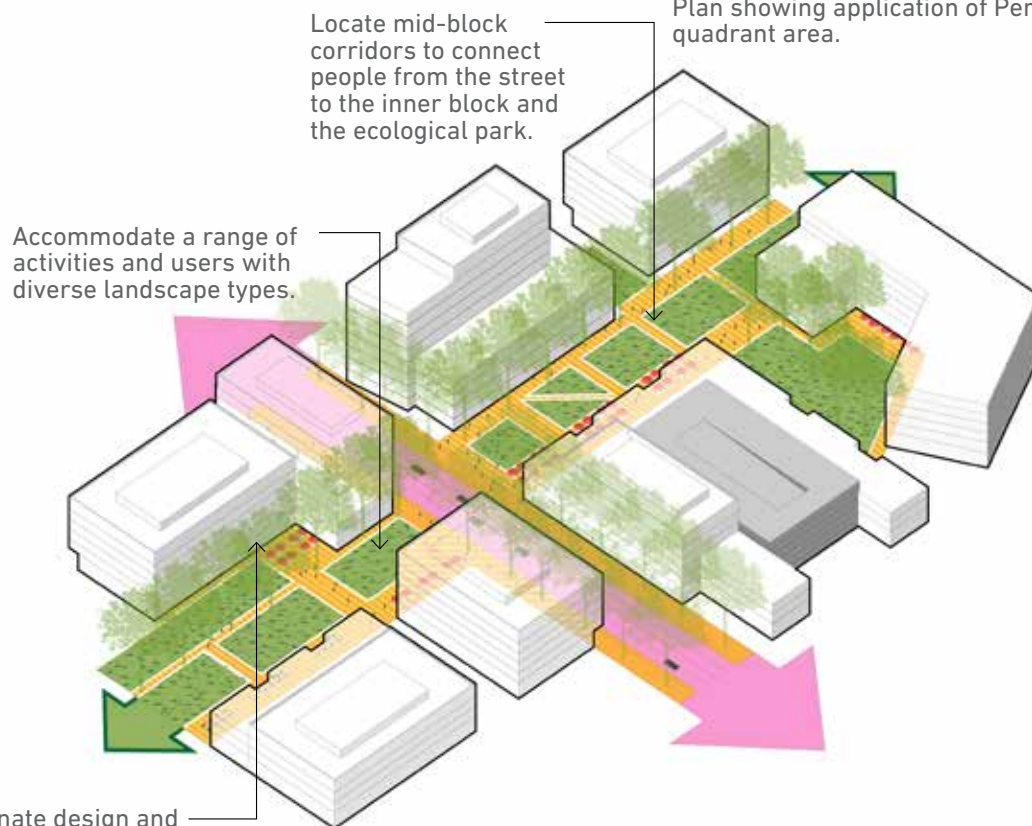 Plan showing application of Per
quadrant area.
Locate mid-block
corridors to connect
people from the street
to the inner block and
the ecological park.
Accommodate a range of
activities and users with
diverse landscape types.
nate design and